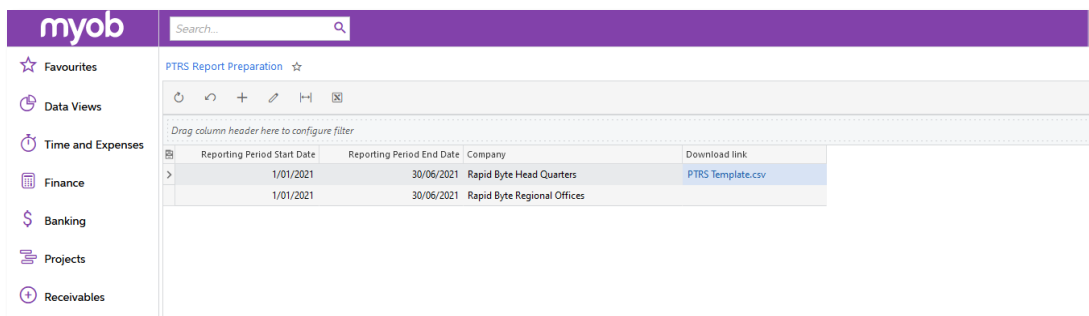 myob
Search...
Favourites
Data Views
Time and Expenses
Finance
Banking
Projects
Receivables
PTRS Report Preparation
Drag column header here to configure filter
Reporting Period Start Date Reporting Period End Date Company Download link
1/01/2021 30/06/2021 Rapid Byte Head Quarters PTRS Template.csv
1/01/2021 30/06/2021 Rapid Byte Regional Offices